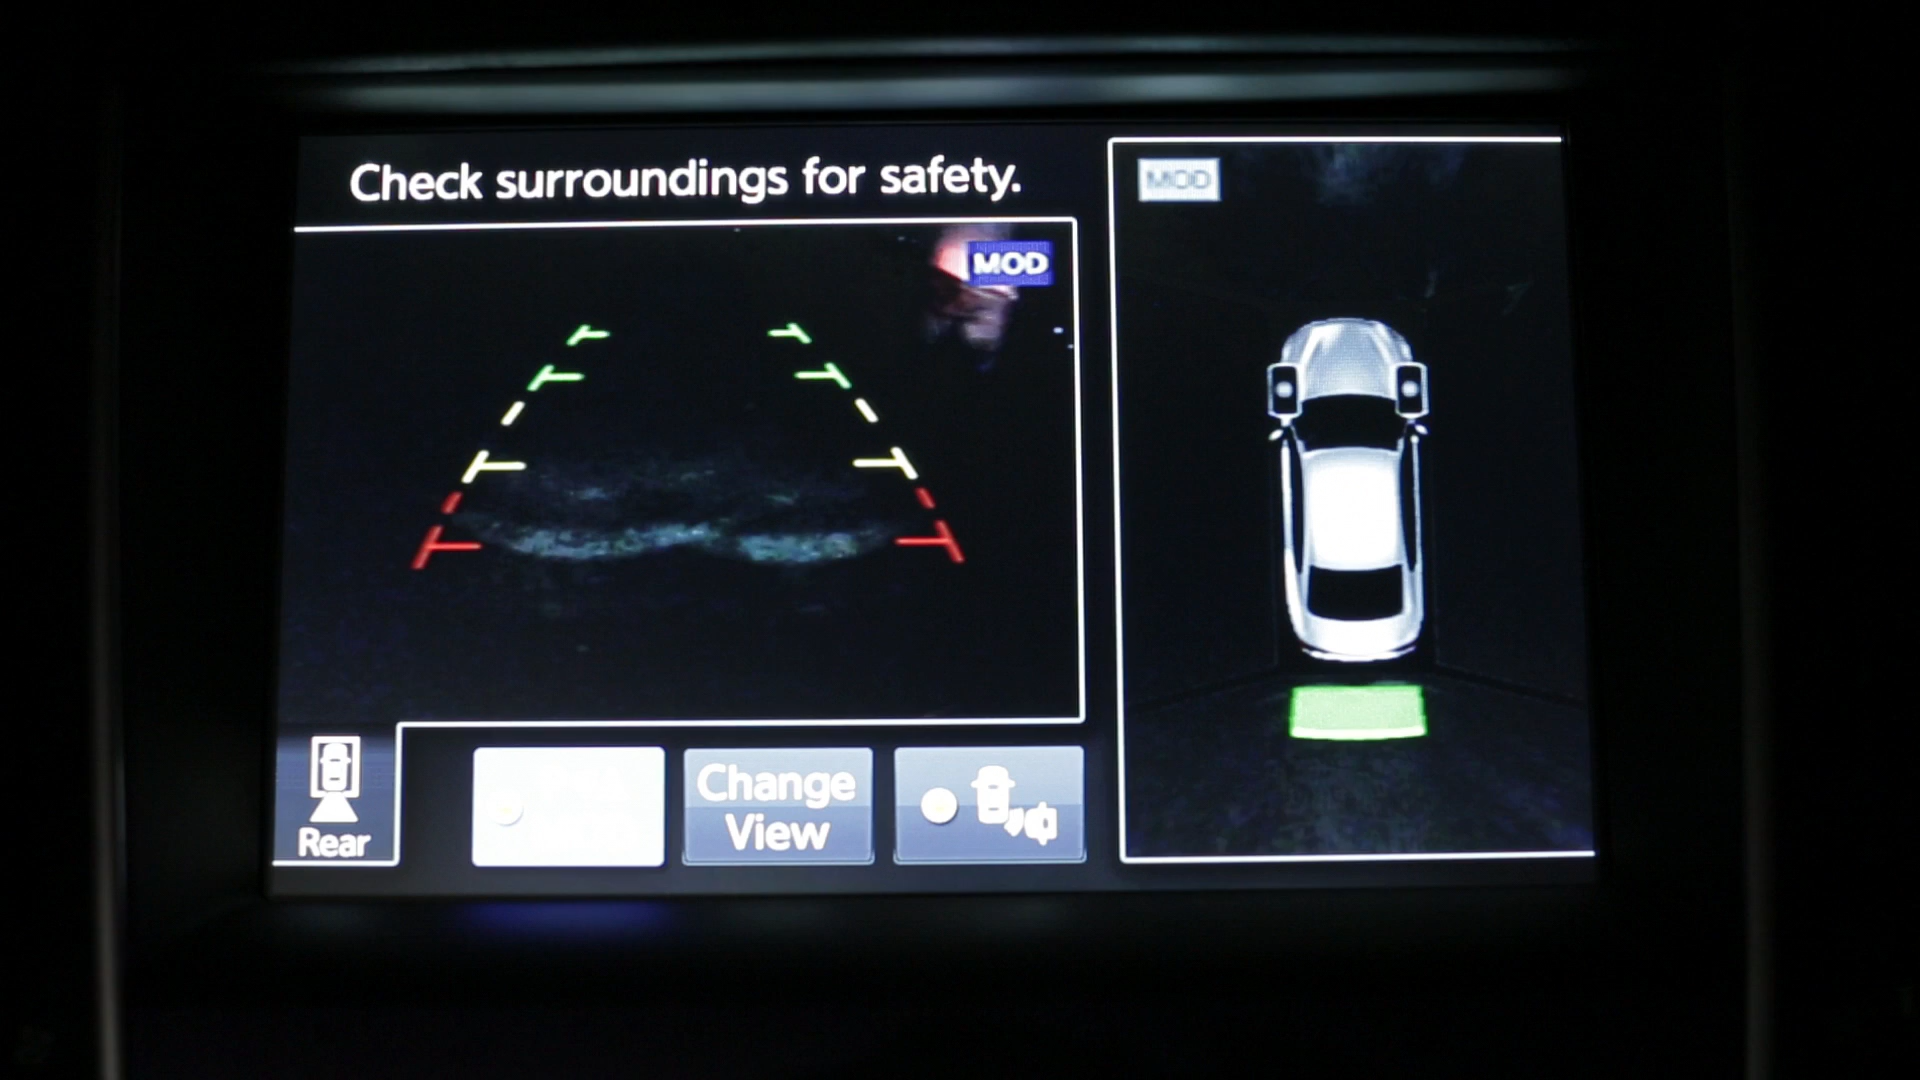 Check surroundings for safety.
MOD
MOD
Rear
Change
View